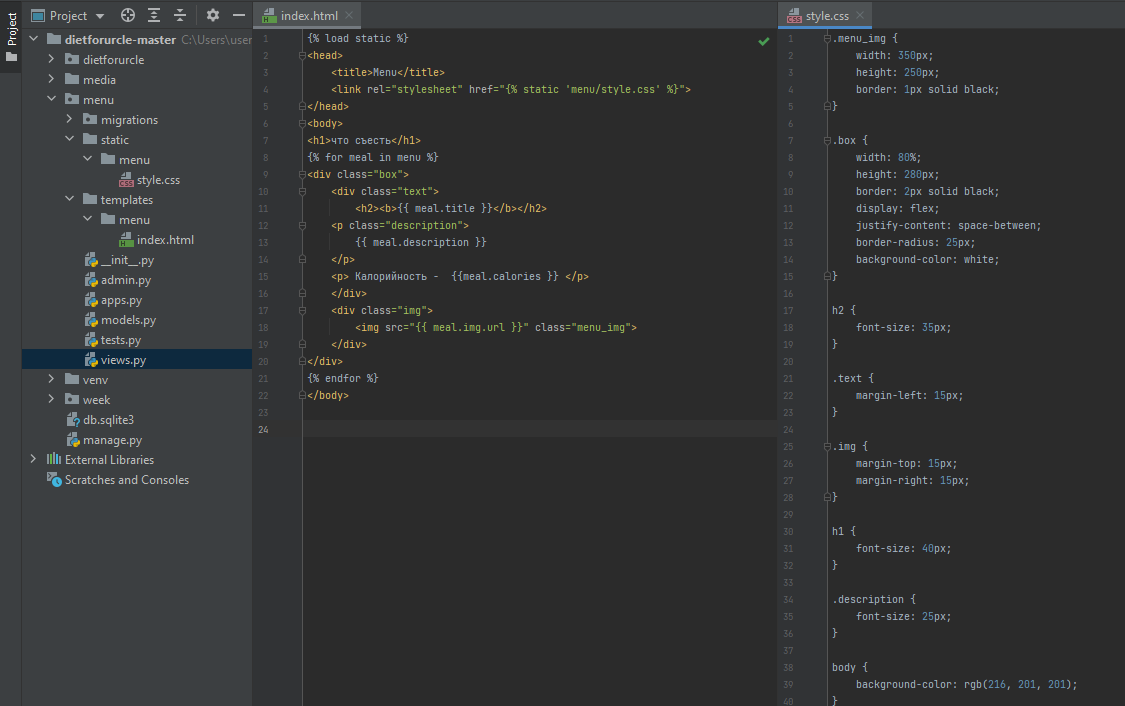 Project
Project
dietforurcle-master C:\Users\user
dietforurcle
media
menu
migrations
static
menu
style.css
templates
menu
index.html
__init__.py
admin.py
apps.py
models.py
tests.py
views.py
venv
week
db.sqlite3
manage.py
External Libraries
Scratches and Consoles
index.html
1 {% load static %}
2 <head>
3 <title>Menu</title>
4 <link rel="stylesheet" href="{% static 'menu/style.css' %}">
5 </head>
6 <body>
7 <h1>что съесть</h1>
8 {% for meal in menu %}
9 <div class="box">
10 <div class="text">
11 <h2><b>{{ meal.title }}</b></h2>
12 <p class="description">
13 {{ meal.description }}
14 </p>
15 <p> Калорийность -  {{meal.calories }} </p>
16 </div>
17 <div class="img">
18 <img src="{{ meal.img.url }}" class="menu_img">
19 </div>
20 </div>
21 {% endfor %}
22 </body>
23
24
style.css
1 .menu_img {
2 width: 350px;
3 height: 250px;
4 border: 1px solid black;
5 }
6
7 .box {
8 width: 80%;
9 height: 280px;
10 border: 2px solid black;
11 display: flex;
12 justify-content: space-between;
13 border-radius: 25px;
14 background-color: white;
15 }
16
17 h2 {
18 font-size: 35px;
19 }
20
21 .text {
22 margin-left: 15px;
23 }
24
25 .img {
26 margin-top: 15px;
27 margin-right: 15px;
28 }
29
30 h1 {
31 font-size: 40px;
32 }
33
34 .description {
35 font-size: 25px;
36 }
37
38 body {
39 background-color: rgb(216, 201, 201);
40 }